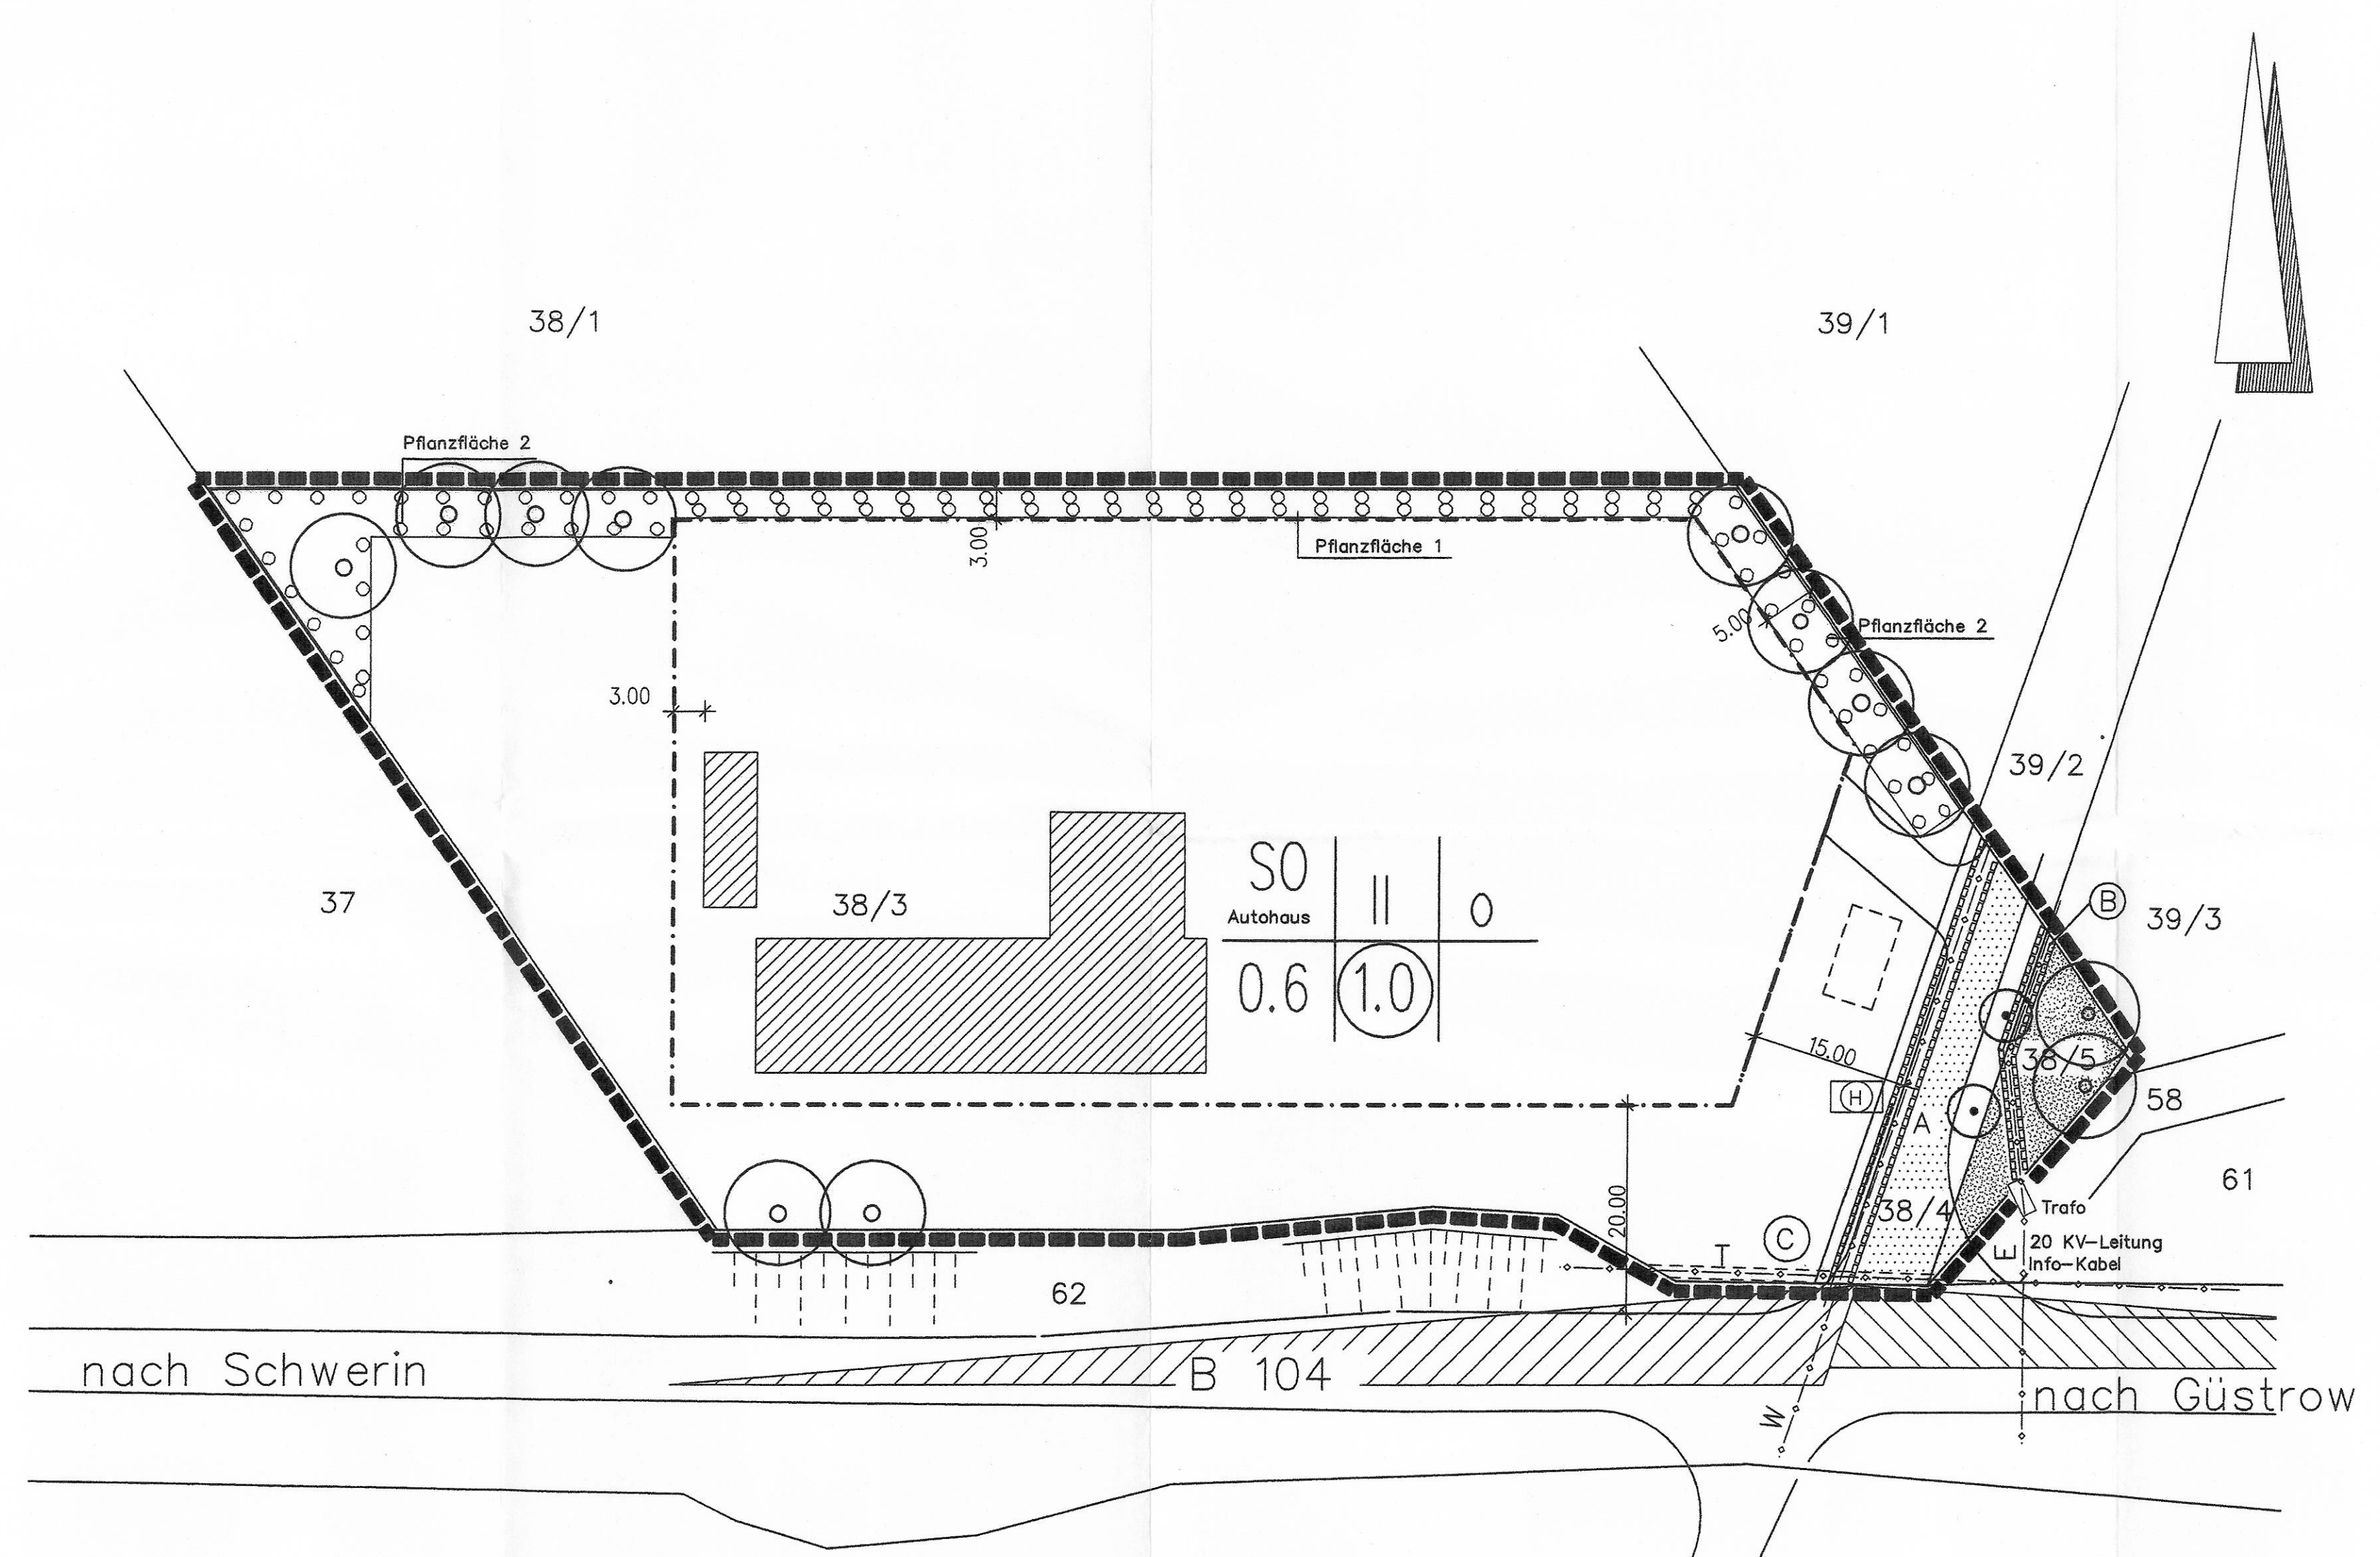 38/1
39/1
Pflanzfläche 2
3.00
Pflanzfläche 1
5.00
Pflanzfläche 2
3.00
39/2
37
38/3
SO
Autohaus
II
O
0.6
1.0
B
39/3
15.00
38/5
H
A
58
61
20.00
38/4
Trafo
C
T
E
20 KV-Leitung
Info-Kabel
62
nach Schwerin
B 104
W
nach Güstrow